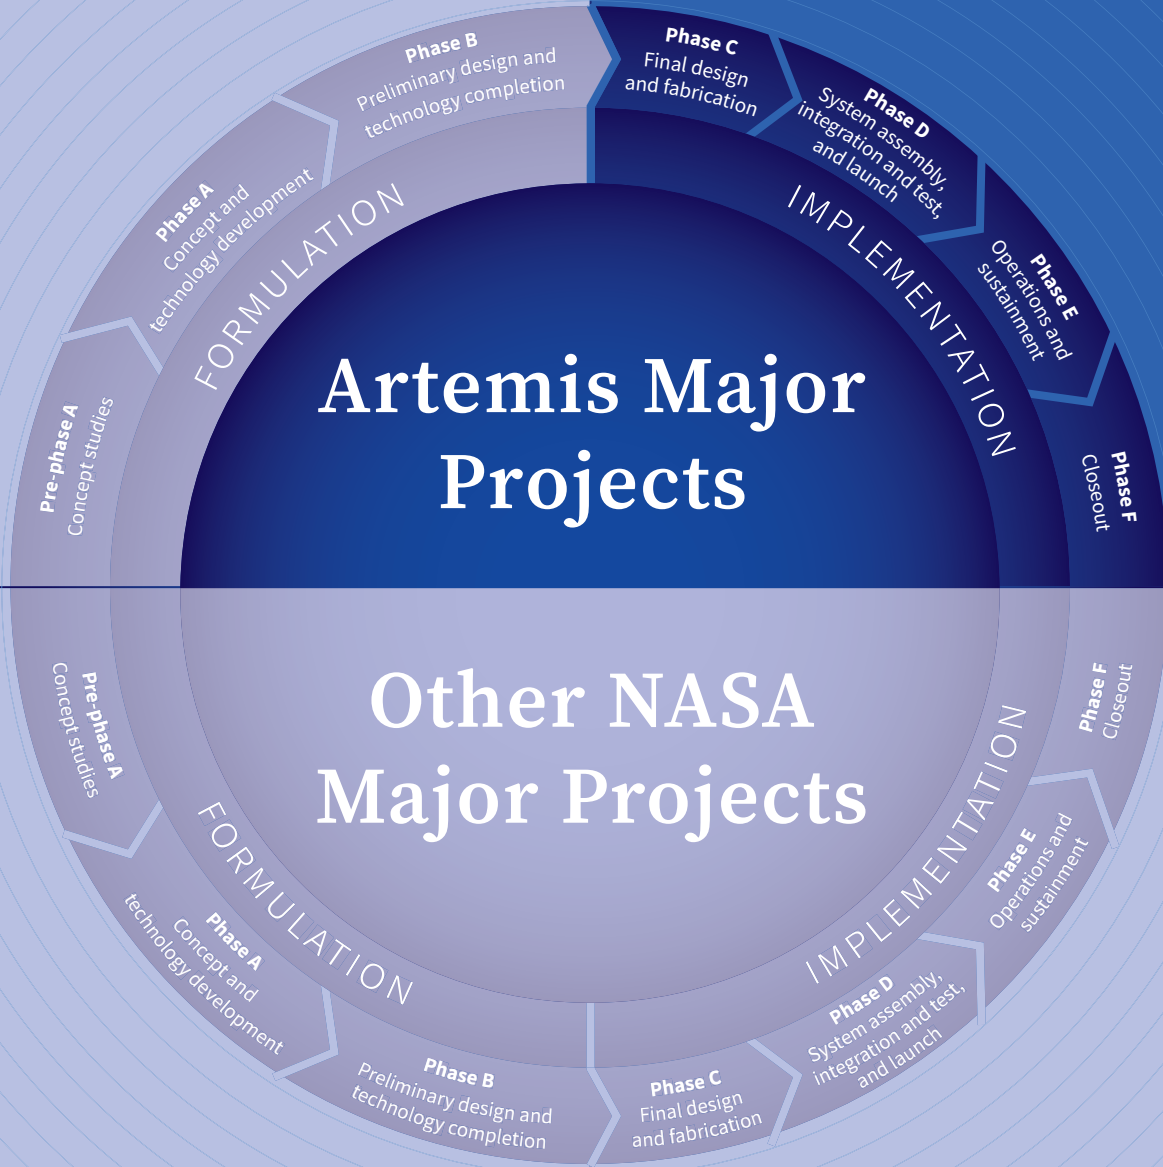 Pre-phase A
Concept studies
Phase A
Concept and
technology development
Phase B
Preliminary design and
technology completion
FORMULATION
Phase C
Final design
and fabrication
Phase D
System assembly,
integration and test,
and launch
Phase E
Operations and
sustainment
Phase F
Closeout
IMPLEMENTATION
Artemis Major
Projects
Other NASA
Major Projects
Pre-phase A
Concept studies
Phase A
Concept and
technology development
Phase B
Preliminary design and
technology completion
FORMULATION
Phase C
Final design
and fabrication
Phase D
System assembly,
integration and test,
and launch
Phase E
Operations and
sustainment
Phase F
Closeout
IMPLEMENTATION